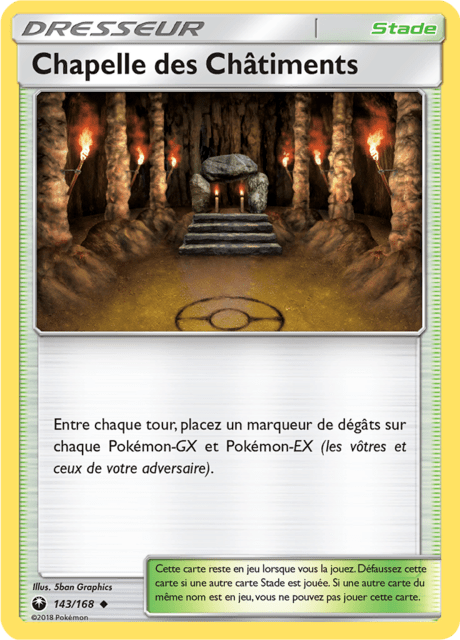 DRESSEUR Stade
Chapelle des Châtiments
Entre chaque tour, placez un marqueur de dégâts sur
chaque Pokémon-GX et Pokémon-EX (les vôtres et
ceux de votre adversaire).
Cette carte reste en jeu lorsque vous la jouez. Défaussez cette
carte si une autre carte Stade est jouée. Si une autre carte du
même nom est en jeu, vous ne pouvez pas jouer cette carte.
Illus. 5ban Graphics
143/168
©2018 Pokémon